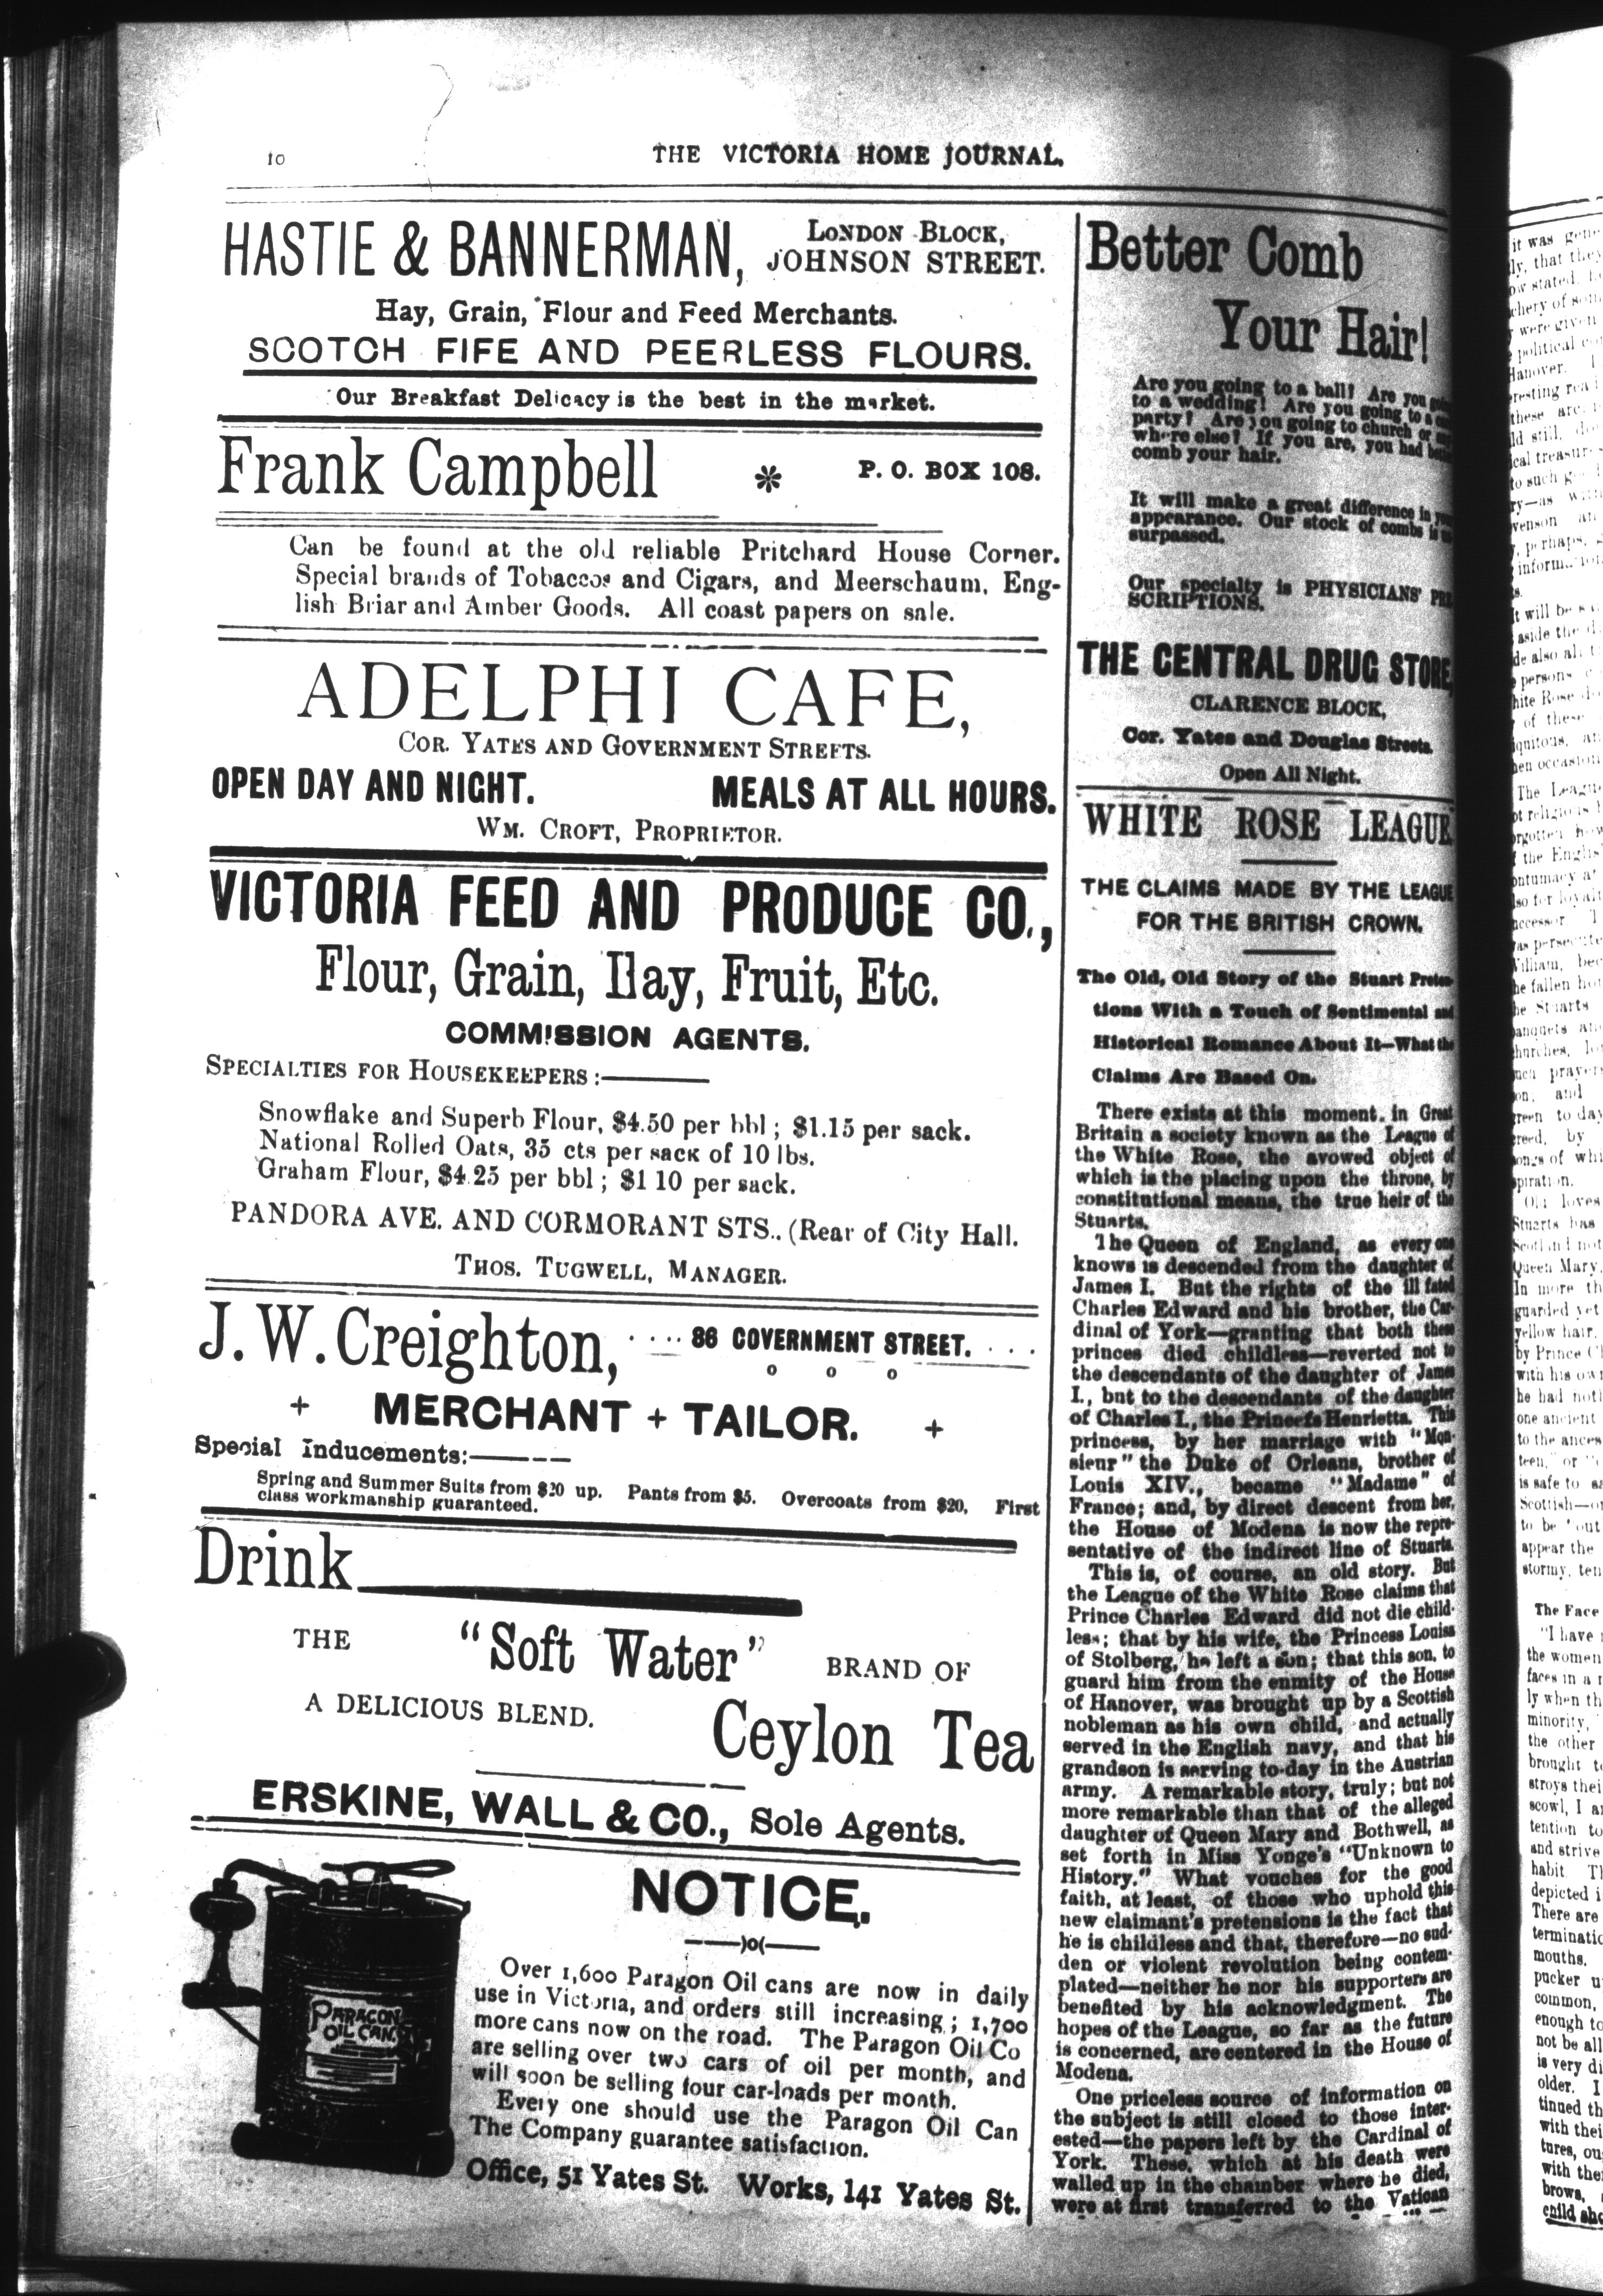 10
THE VICTORIA HOME JOURNAL.
HASTIE & BANNERMAN,
LONDON BLOCK,
JOHNSON STREET.
Hay, Grain, Flour and Feed Merchants.
SCOTCH FIFE AND PEERLESS FLOURS.
Our Breakfast Delicacy is the best in the market.
Frank Campbell * P. O. BOX 108.
Can be found at the old reliable Pritchard House Corner.
Special brands of Tobaccos and Cigars, and Meerschaum, Eng-
lish Briar and Amber Goods. All coast papers on sale.
ADELPHI CAFE,
COR. YATES AND GOVERNMENT STREETS.
OPEN DAY AND NIGHT. MEALS AT ALL HOURS.
WM. CROFT, PROPRIETOR.
VICTORIA FEED AND PRODUCE CO.,
Flour, Grain, Hay, Fruit, Etc.
COMMISSION AGENTS.
SPECIALTIES FOR HOUSEKEEPERS :
Snowflake and Superb Flour, $4.50 per bbl ; $1.15 per sack.
National Rolled Oats, 35 cts per sack of 10 lbs.
Graham Flour, $4.25 per bbl ; $1 10 per sack.
PANDORA AVE. AND CORMORANT STS.. (Rear of City Hall.
THOS. TUGWELL, MANAGER.
J. W. Creighton, .... 86 GOVERNMENT STREET. ....
o o o
+ MERCHANT + TAILOR. +
Special Inducements:
Spring and Summer Suits from $20 up. Pants from $5. Overcoats from $20. First
class workmanship guaranteed.
Drink
THE "Soft Water" BRAND OF
A DELICIOUS BLEND. Ceylon Tea
ERSKINE, WALL & CO., Sole Agents.
PARAGON
OIL CAN
NOTICE.
——)o(——
Over 1,600 Paragon Oil cans are now in daily
use in Victoria, and orders still increasing ; 1,700
more cans now on the road. The Paragon Oil Co
are selling over two cars of oil per month, and
will soon be selling four car-loads per month.
Every one should use the Paragon Oil Can
The Company guarantee satisfaction.
Office, 51 Yates St. Works, 141 Yates St.
Better Comb
Your Hair!
Are you going to a ball? Are you
to a wedding? Are you going to a
party? Are you going to church or
where else? If you are, you had
comb your hair.
It will make a great difference in
appearance. Our stock of combs is
surpassed.
Our specialty is PHYSICIANS' PRE
SCRIPTIONS.
THE CENTRAL DRUG STORE
CLARENCE BLOCK,
Cor. Yates and Douglas Streets.
Open All Night.
WHITE ROSE LEAGUE
THE CLAIMS MADE BY THE LEAGUE
FOR THE BRITISH CROWN.
The Old, Old Story of the Stuart Preten-
tions With a Touch of Sentimental and
Historical Romance About It—What the
Claims Are Based On.
There exists at this moment in Great
Britain a society known as the League of
the White Rose, the avowed object of
which is the placing upon the throne, by
constitutional means, the true heir of the
Stuarts.
The Queen of England, as every one
knows is descended from the daughter of
James I. But the rights of the ill fated
Charles Edward and his brother, the Car-
dinal of York—granting that both these
princes died childless—reverted not to
the descendants of the daughter of James
I., but to the descendants of the daughter
of Charles I., the Princess Henrietta. This
princess, by her marriage with "Mon-
sieur" the Duke of Orleans, brother of
Louis XIV., became "Madame" of
France; and, by direct descent from her,
the House of Modena is now the repre-
sentative of the indirect line of Stuarts.
This is, of course, an old story. But
the League of the White Rose claims that
Prince Charles Edward did not die child-
less; that by his wife, the Princess Louisa
of Stolberg, he left a son; that this son, to
guard him from the enmity of the House
of Hanover, was brought up by a Scottish
nobleman as his own child, and actually
served in the English navy, and that his
grandson is serving to-day in the Austrian
army. A remarkable story, truly; but not
more remarkable than that of the alleged
daughter of Queen Mary and Bothwell, as
set forth in Miss Yonge's "Unknown to
History." What vouches for the good
faith, at least, of those who uphold this
new claimant's pretensions is the fact that
he is childless and that, therefore—no sud-
den or violent revolution being contem-
plated—neither he nor his supporters are
benefited by his acknowledgment. The
hopes of the League, so far as the future
is concerned, are centered in the House of
Modena.
One priceless source of information on
the subject is still closed to those inter-
ested—the papers left by the Cardinal of
York. These, which at his death were
walled up in the chamber where he died,
were at first transferred to the Vatican